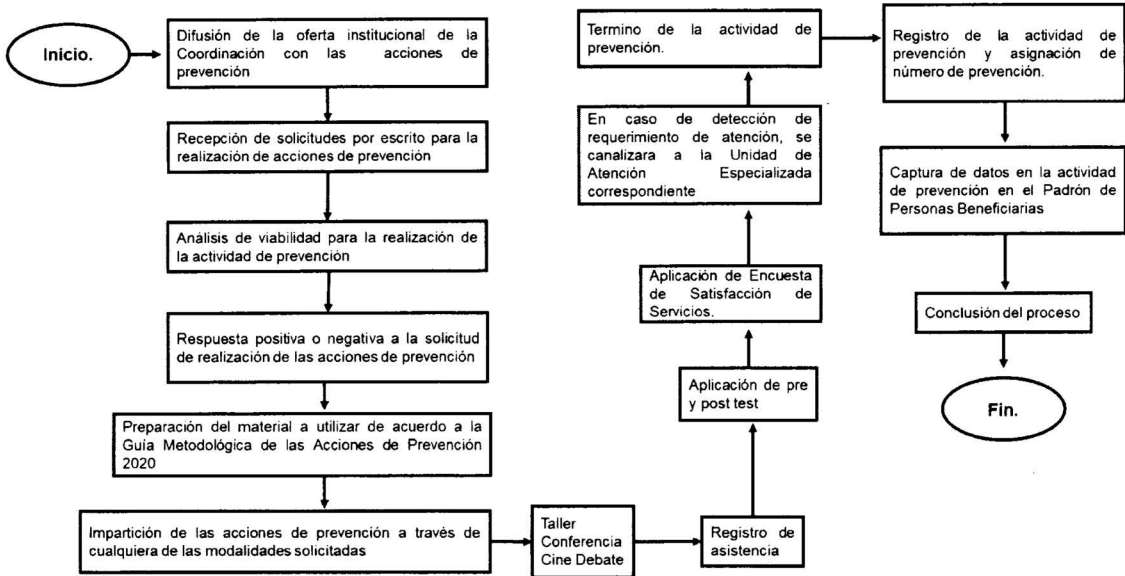 Inicio.
Difusión de la oferta institucional de la
Coordinación con las acciones de
prevención
Recepción de solicitudes por escrito para la
realización de acciones de prevención
Análisis de viabilidad para la realización de
la actividad de prevención
Respuesta positiva o negativa a la solicitud
de realización de las acciones de prevención
Preparación del material a utilizar de acuerdo a la
Guía Metodológica de las Acciones de Prevención
2020
Impartición de las acciones de prevención a través de
cualquiera de las modalidades solicitadas
Taller
Conferencia
Cine Debate
Registro de
asistencia
Aplicación de pre
y post test
Aplicación de Encuesta
de Satisfacción de
Servicios.
En caso de detección de
requerimiento de atención, se
canalizara a la Unidad de
Atención Especializada
correspondiente
Termino de la actividad de
prevención.
Registro de la actividad de
prevención y asignación de
número de prevención.
Captura de datos en la actividad
de prevención en el Padrón de
Personas Beneficiarias
Conclusión del proceso
Fin.